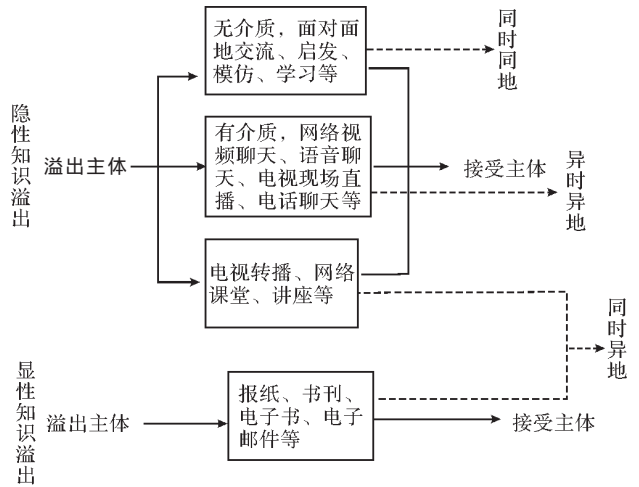 无介质，面对面
地交流、启发、
模仿、学习等
同时同地
隐性知识溢出
溢出主体
有介质，网络视
频聊天、语音聊
天、电视现场直
播、电话聊天等
接受主体
异时异地
电视转播、网络
课堂、讲座等
同时异地
显性知识溢出
溢出主体
报纸、书刊、
电子书、电子
邮件等
接受主体